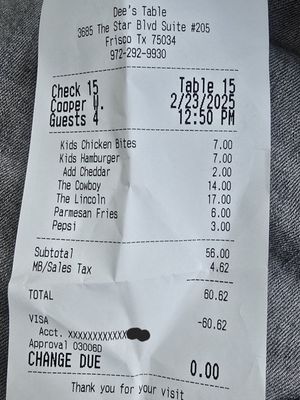 Dee's Table
3685 The Star Blvd Suite #205
Frisco Tx 75034
972-292-9930
Check 15 Table 15
Cooper U. 2/23/2025
Guests 4 12:50 PM
Kids Chicken Bites 7.00
Kids Hamburger 7.00
Add Cheddar 2.00
The Cowboy 14.00
The Lincoln 17.00
Parmesan Fries 6.00
Pepsi 3.00
Subtotal 56.00
MB/Sales Tax 4.62
TOTAL 60.62
VISA -60.62
Acct. XXXXXXXXXXXX
Approval 03006D
CHANGE DUE 0.00
Thank you for your visit